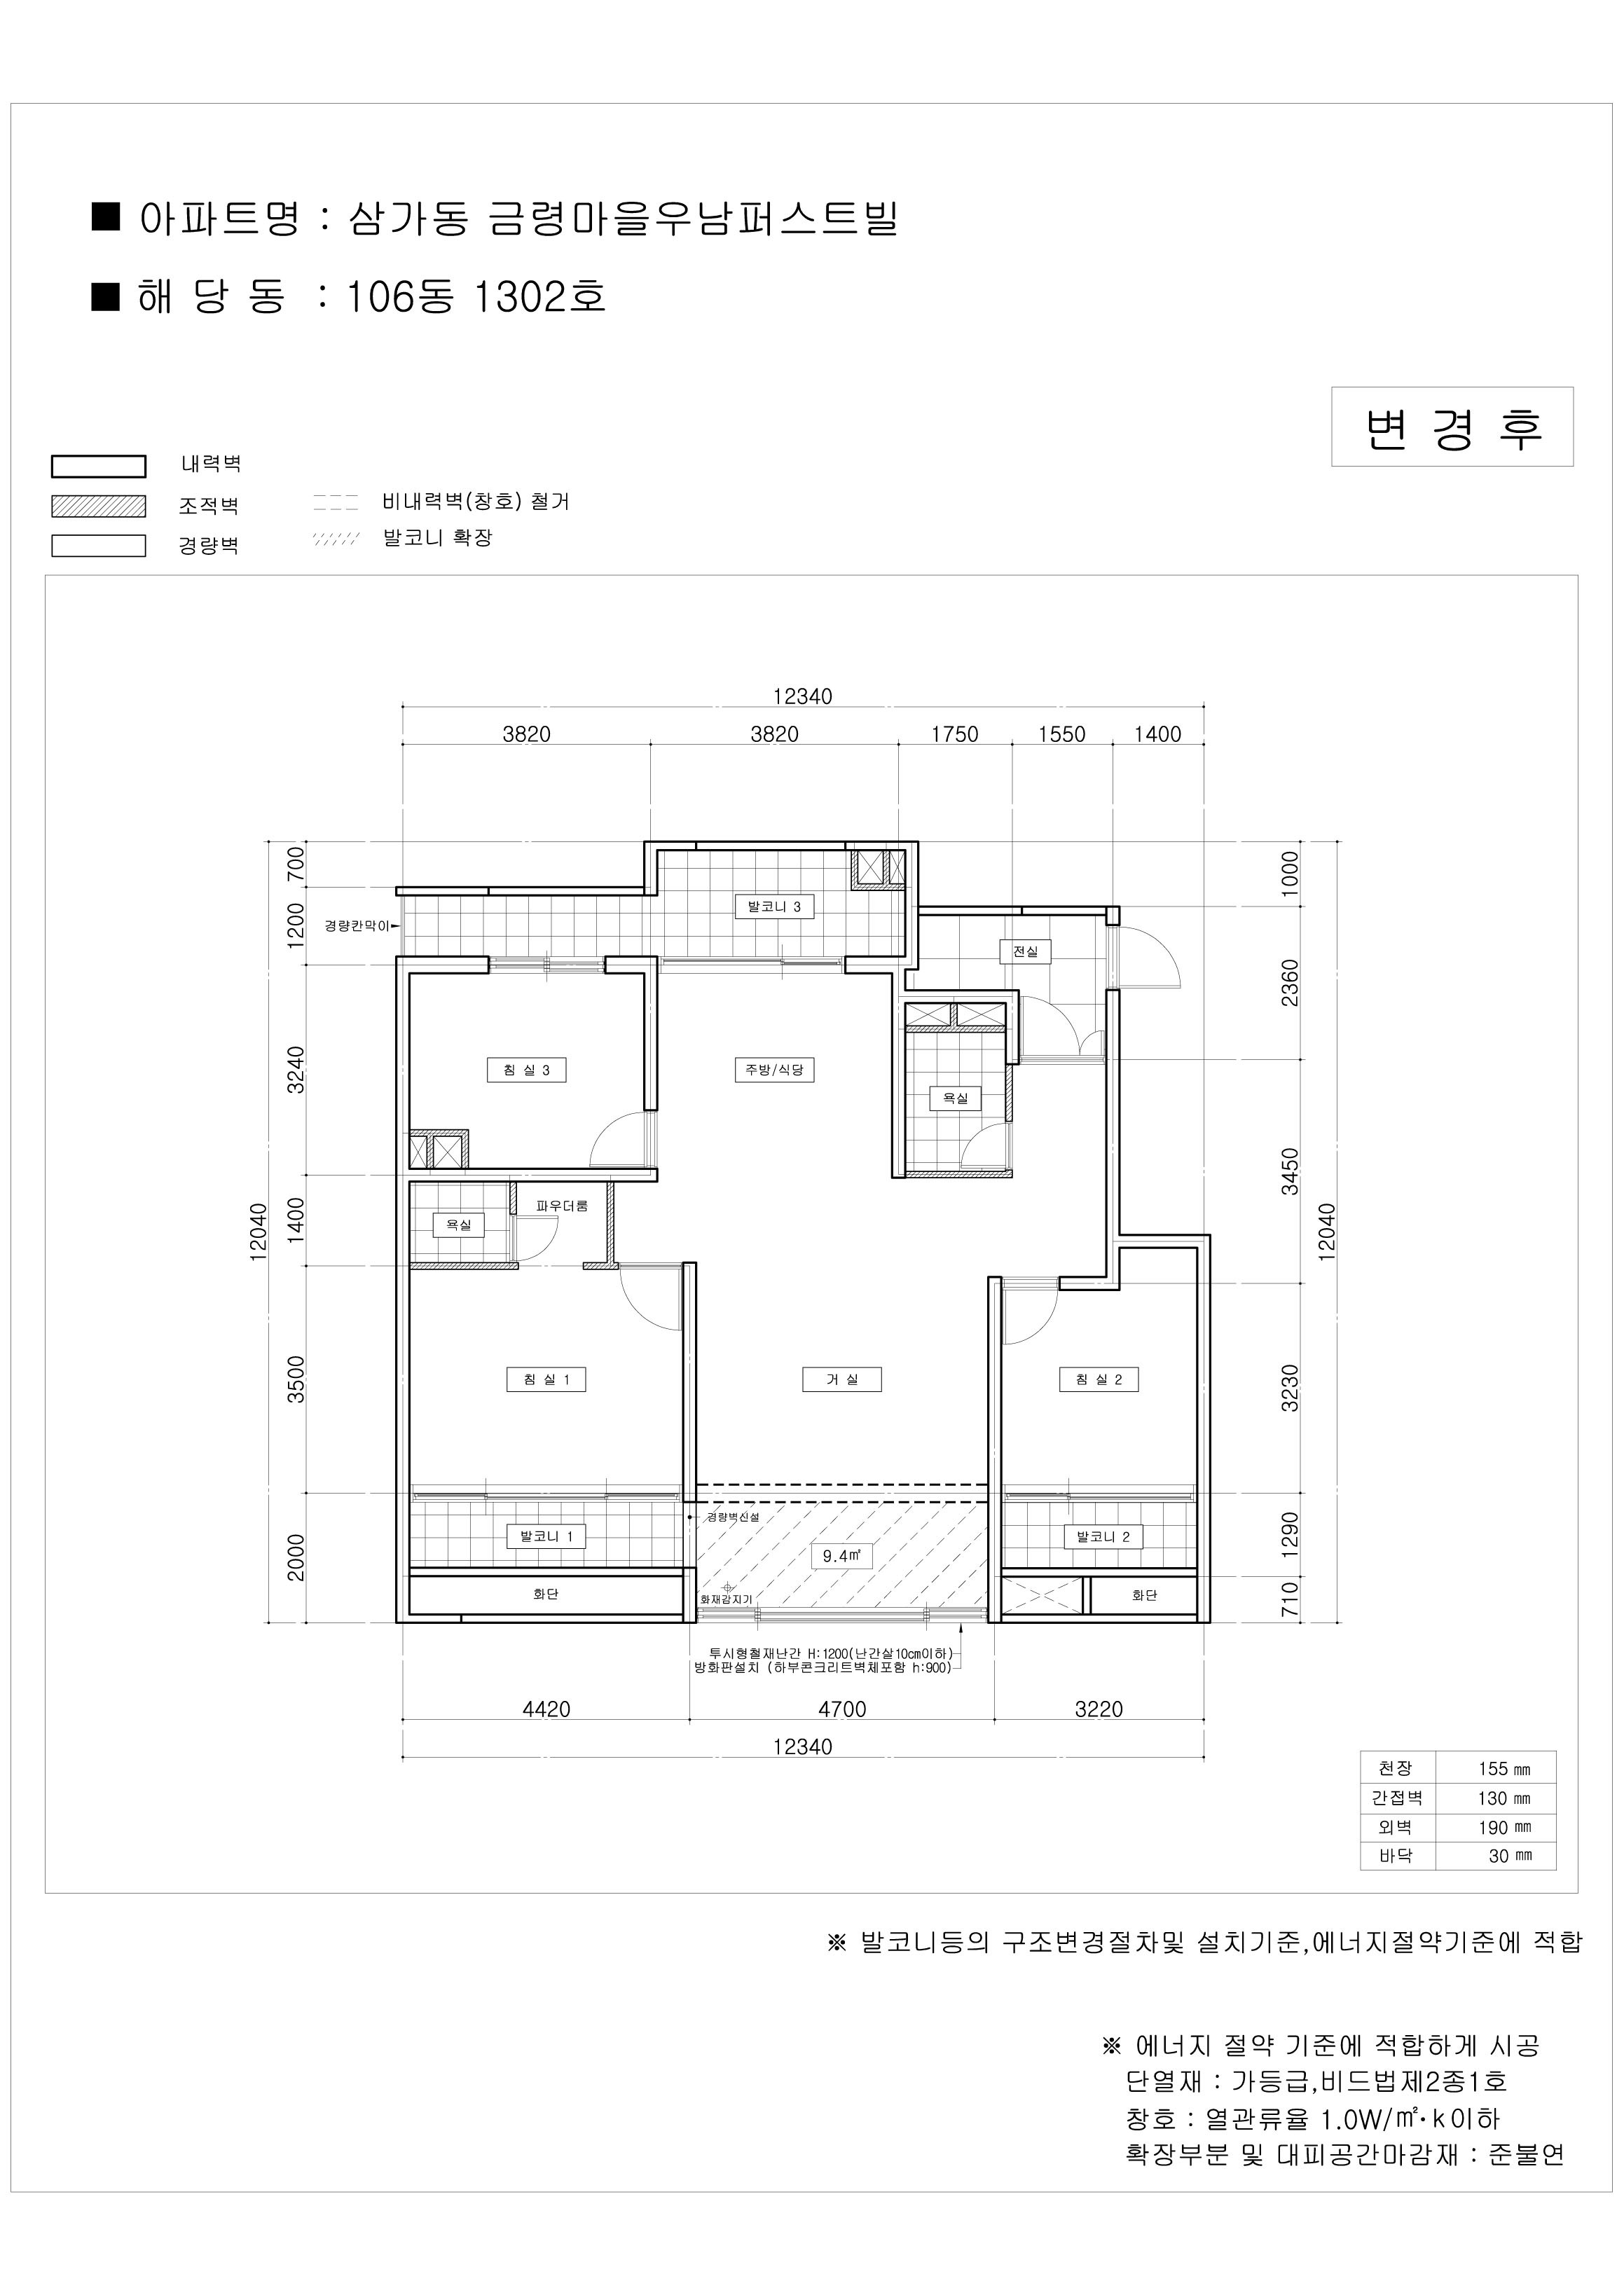 ■ 아파트명 : 삼가동 금령마을우남퍼스트빌
■ 해 당 동 : 106동 1302호
변 경 후
내력벽
조적벽
경량벽
비내력벽(창호) 철거
발코니 확장
12340
3820 3820 1750 1550 1400
700
1200
3240
1400
3500
2000
12040
1000
2360
3450
3230
1290
710
12040
경량칸막이
발코니 3
전실
침 실 3
주방/식당
욕실
욕실
파우더룸
침 실 1
거 실
침 실 2
경량벽신설
발코니 1
9.4㎡
발코니 2
화재감지기
화단
화단
투시형철재난간 H:1200(난간살10cm이하)
방화판설치 (하부콘크리트벽체포함 h:900)
4420 4700 3220
12340
천장 155 ㎜
간접벽 130 ㎜
외벽 190 ㎜
바닥 30 ㎜
※ 발코니등의 구조변경절차및 설치기준,에너지절약기준에 적합
※ 에너지 절약 기준에 적합하게 시공
단열재 : 가등급,비드법제2종1호
창호 : 열관류율 1.0W/㎡·k이하
확장부분 및 대피공간마감재 : 준불연